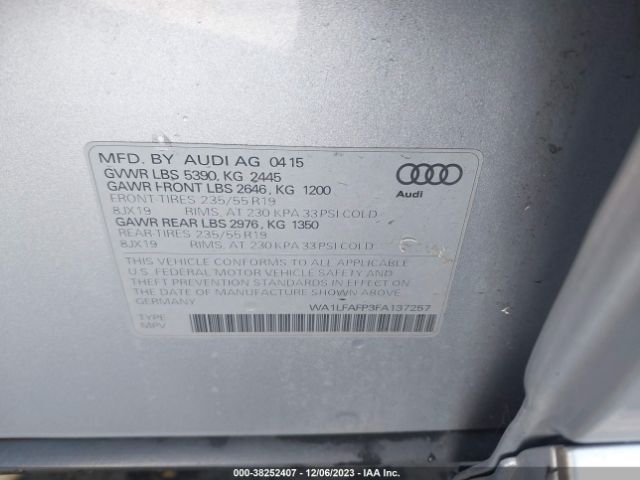 MFD. BY AUDI AG 04 15
GVWR LBS 5390, KG 2445
GAWR FRONT LBS 2646, KG 1200
FRONT-TIRES 235/55 R19
8JX19 RIMS, AT 230 KPA 33 PSI COLD
GAWR REAR LBS 2976, KG 1350
REAR-TIRES 235/55 R19
8JX19 RIMS, AT 230 KPA 33 PSI COLD
Audi
THIS VEHICLE CONFORMS TO ALL APPLICABLE
U.S. FEDERAL MOTOR VEHICLE SAFETY AND
THEFT PREVENTION STANDARDS IN EFFECT ON
THE DATE OF MANUFACTURE SHOWN ABOVE.
GERMANY
WA1LFAFP3FA137257
TYPE
MPV
000-38252407 - 12/06/2023 - IAA Inc.